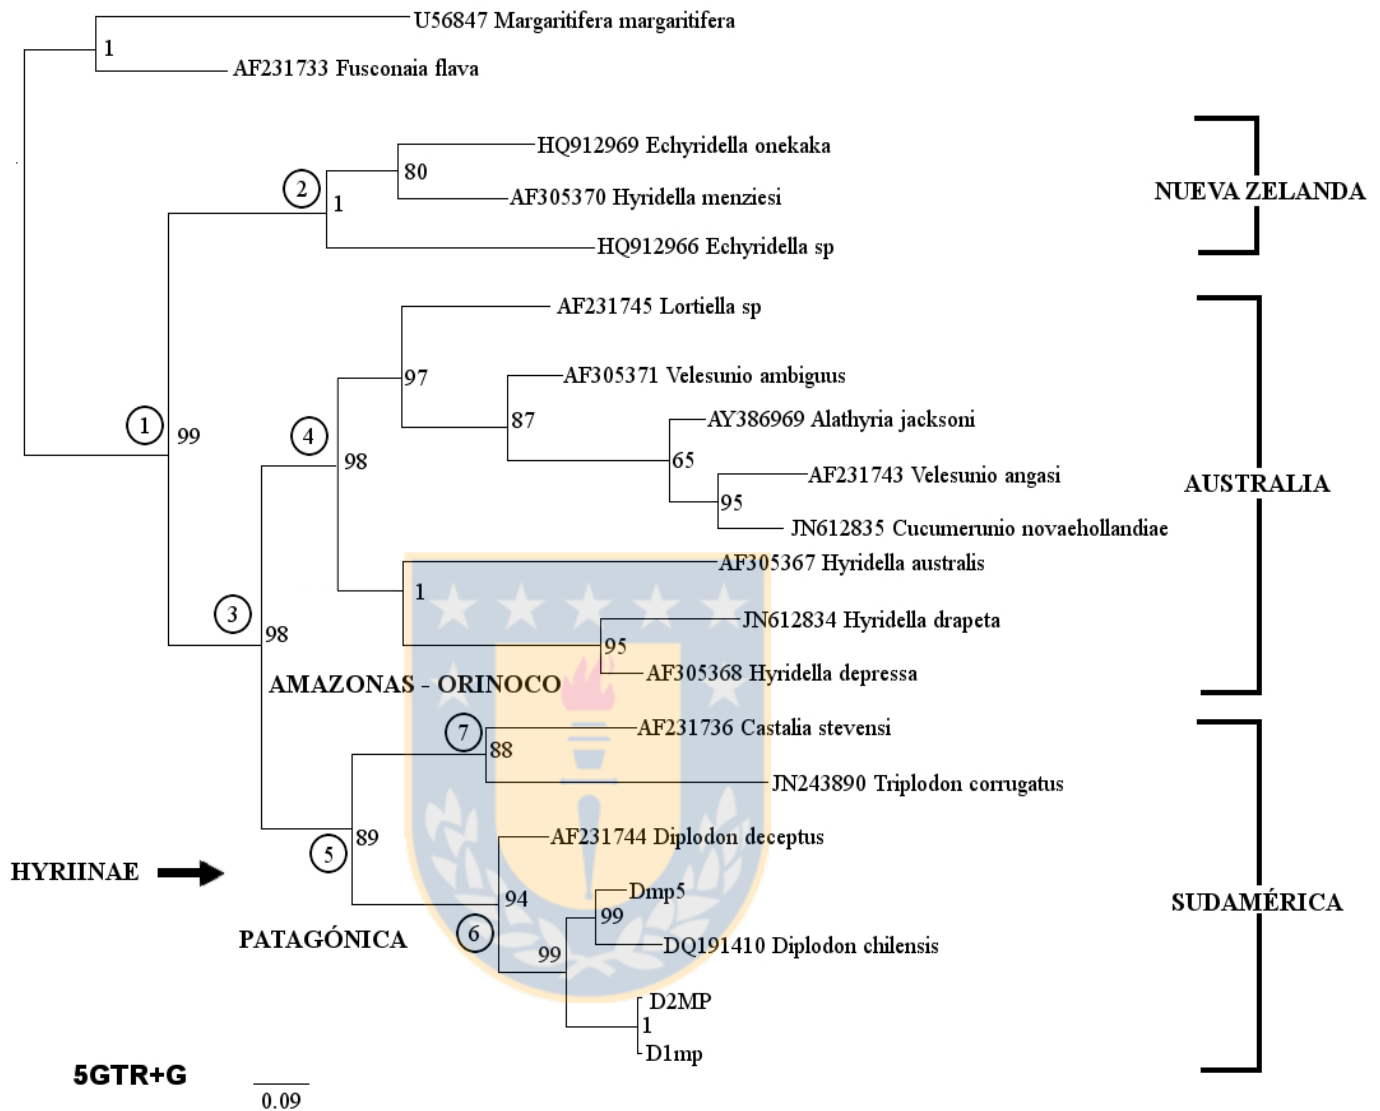 U56847 Margaritifera margaritifera
1
AF231733 Fusconaia flava
HQ912969 Echyridella onekaka
80
2
1
AF305370 Hyridella menziesi
NUEVA ZELANDA
HQ912966 Echyridella sp
AF231745 Lortiella sp
97
AF305371 Velesunio ambiguus
87
AY386969 Alathyria jacksoni
1
99
4
98
65
AF231743 Velesunio angasi
AUSTRALIA
95
JN612835 Cucumerunio novaehollandiae
AF305367 Hyridella australis
1
3
98
JN612834 Hyridella drapeta
95
AF305368 Hyridella depressa
AMAZONAS - ORINOCO
7
88
AF231736 Castalia stevensi
JN243890 Triplodon corrugatus
89
5
AF231744 Diplodon deceptus
HYRIINAE
94
Dmp5
99
SUDAMÉRICA
PATAGÓNICA
6
99
DQ191410 Diplodon chilensis
D2MP
1
D1mp
5GTR+G
0.09